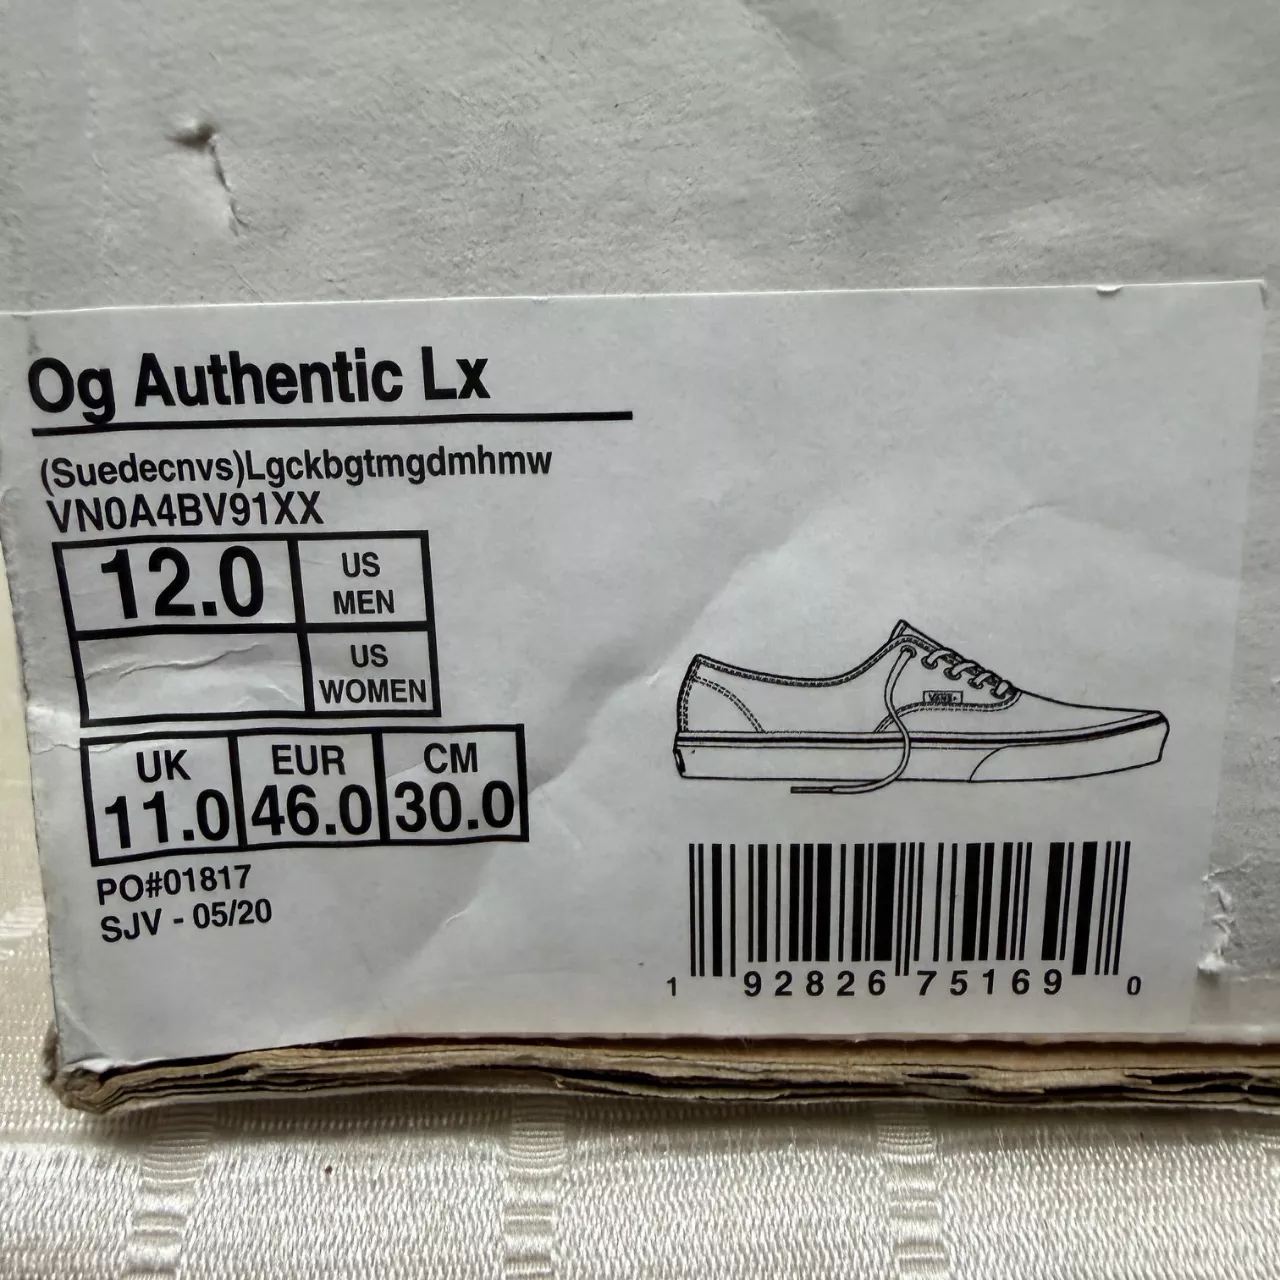 Og Authentic Lx
(Suedecnvs)Lgckbgtmgdmhmw
VN0A4BV91XX
12.0 US MEN
US WOMEN
UK EUR CM
11.0 46.0 30.0
PO#01817
SJV - 05/20
VANS
1 92826 75169 0